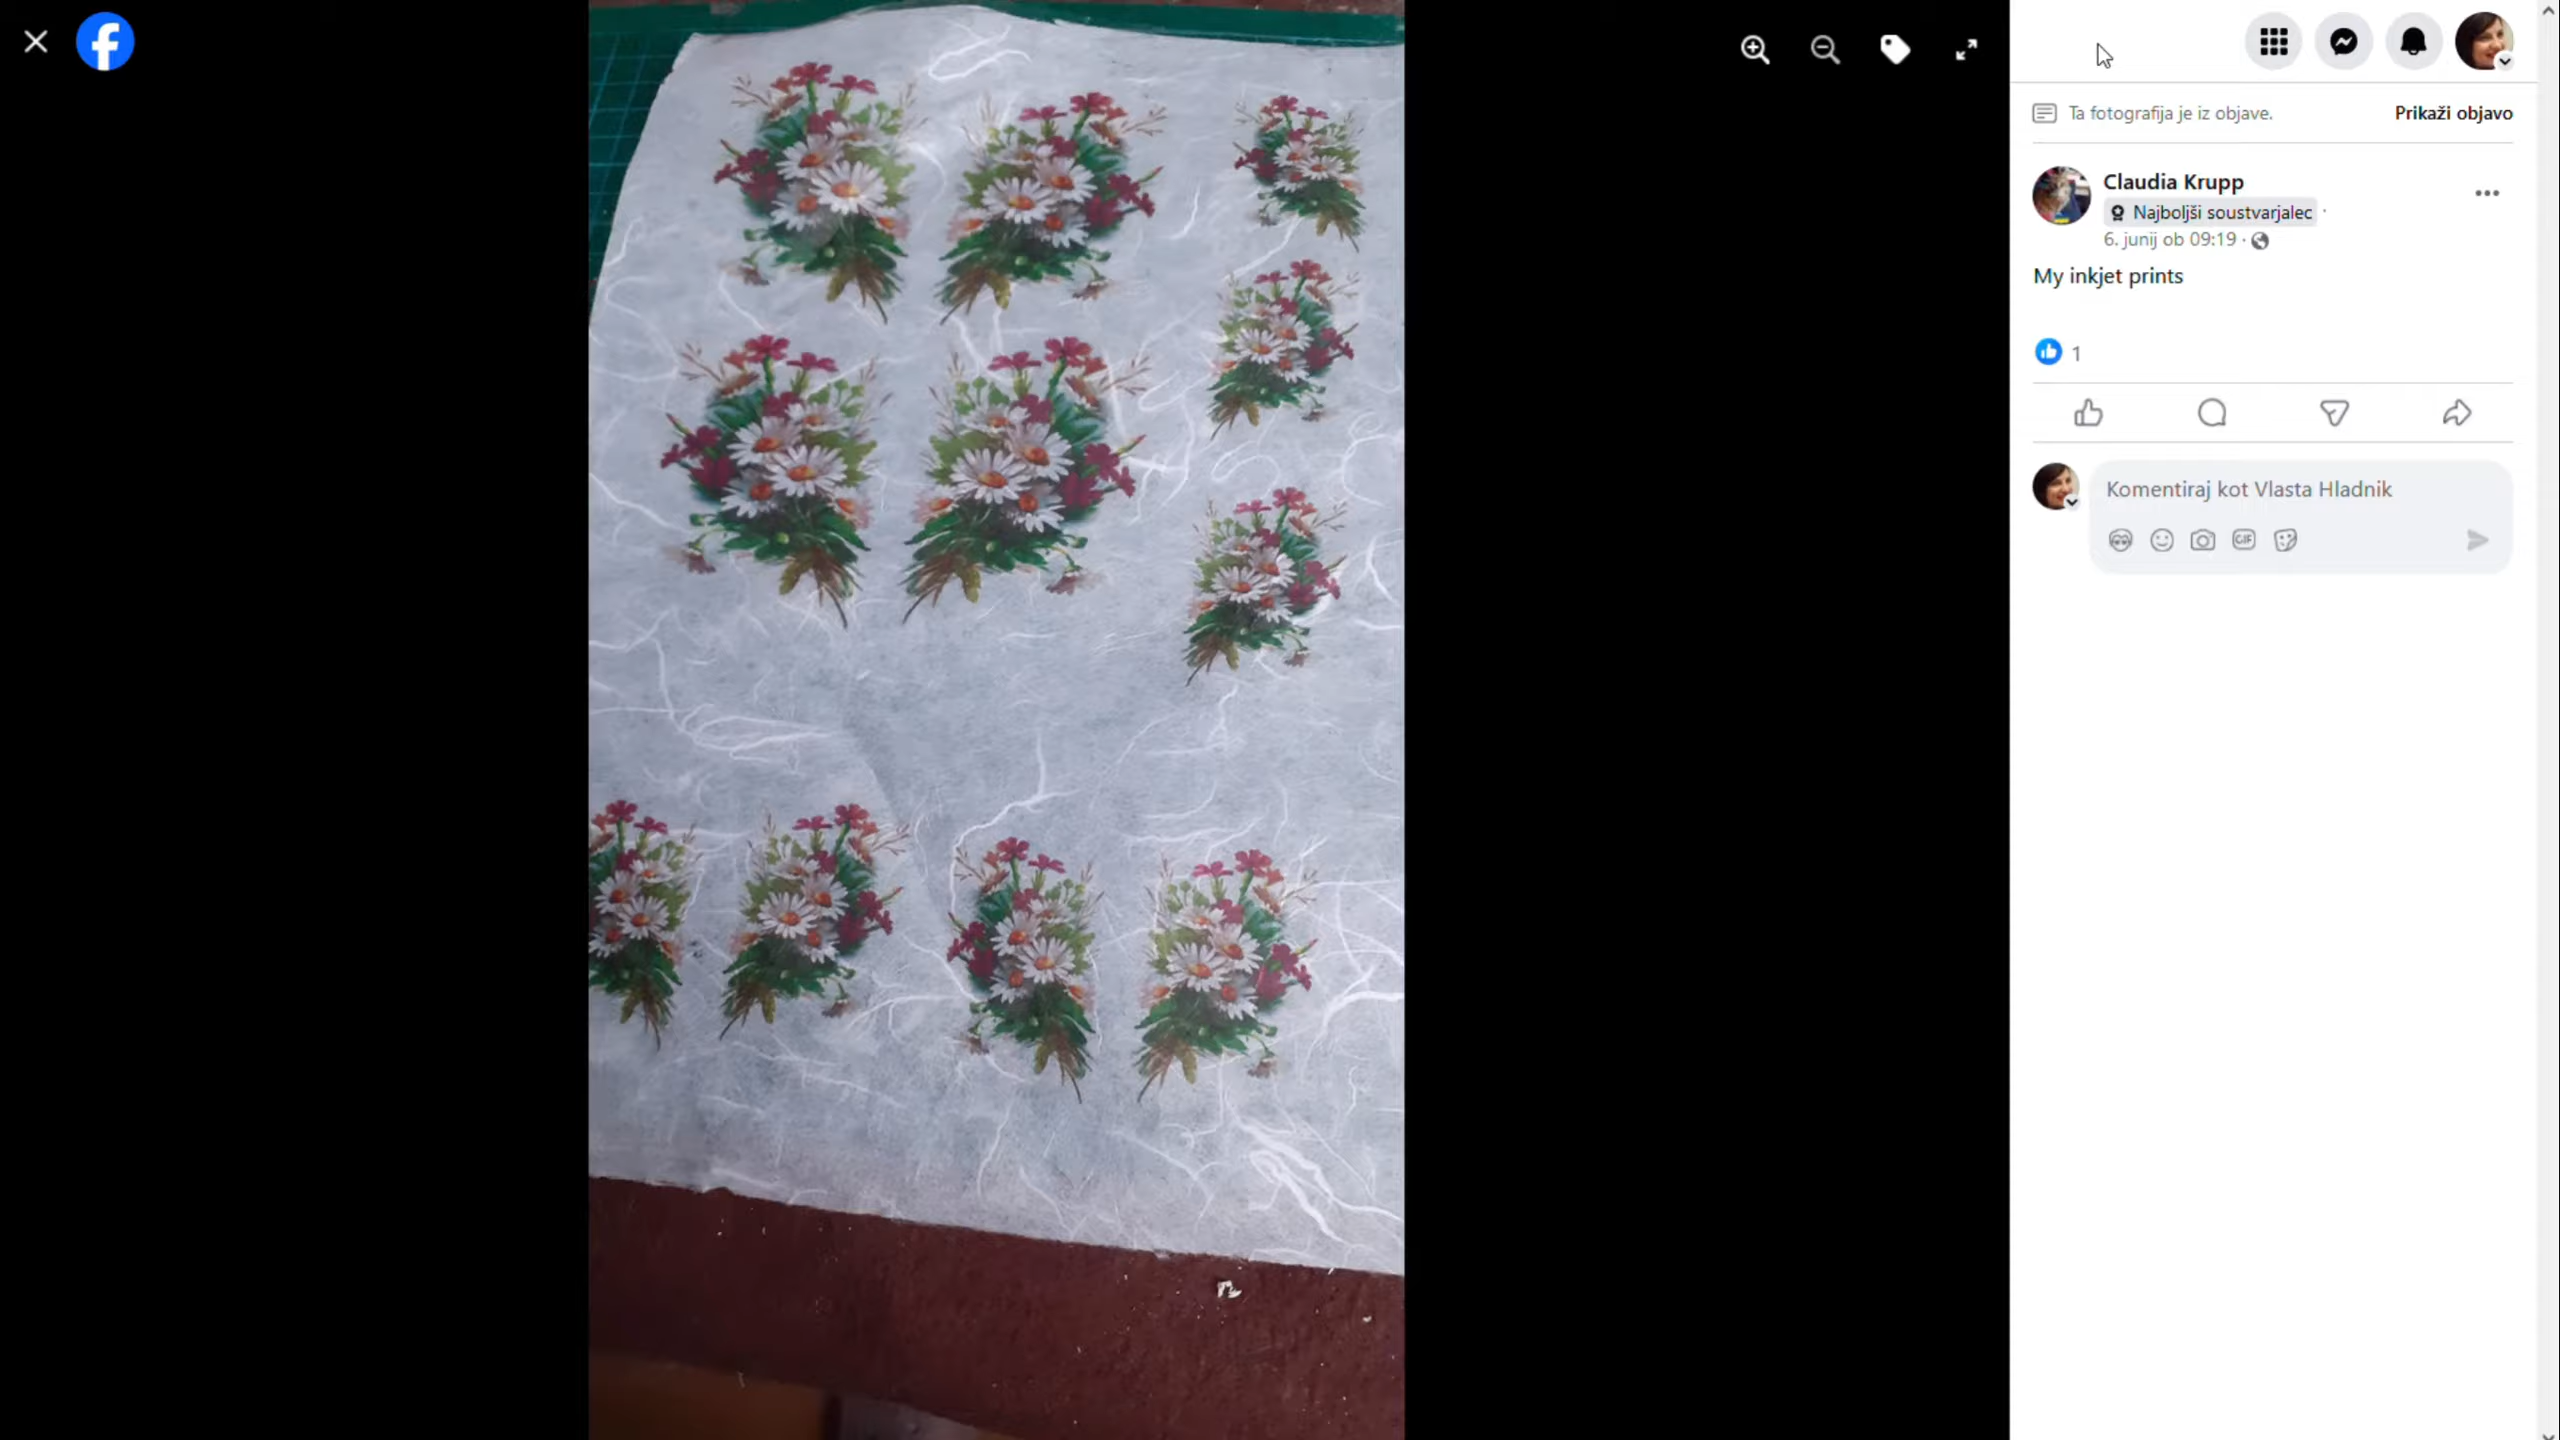 Ta fotografija je iz objave.
Prikaži objavo
Claudia Krupp
Najboljši soustvarjalec ·
6. junij ob 09:19 ·
My inkjet prints
1
Komentiraj kot Vlasta Hladnik
GIF